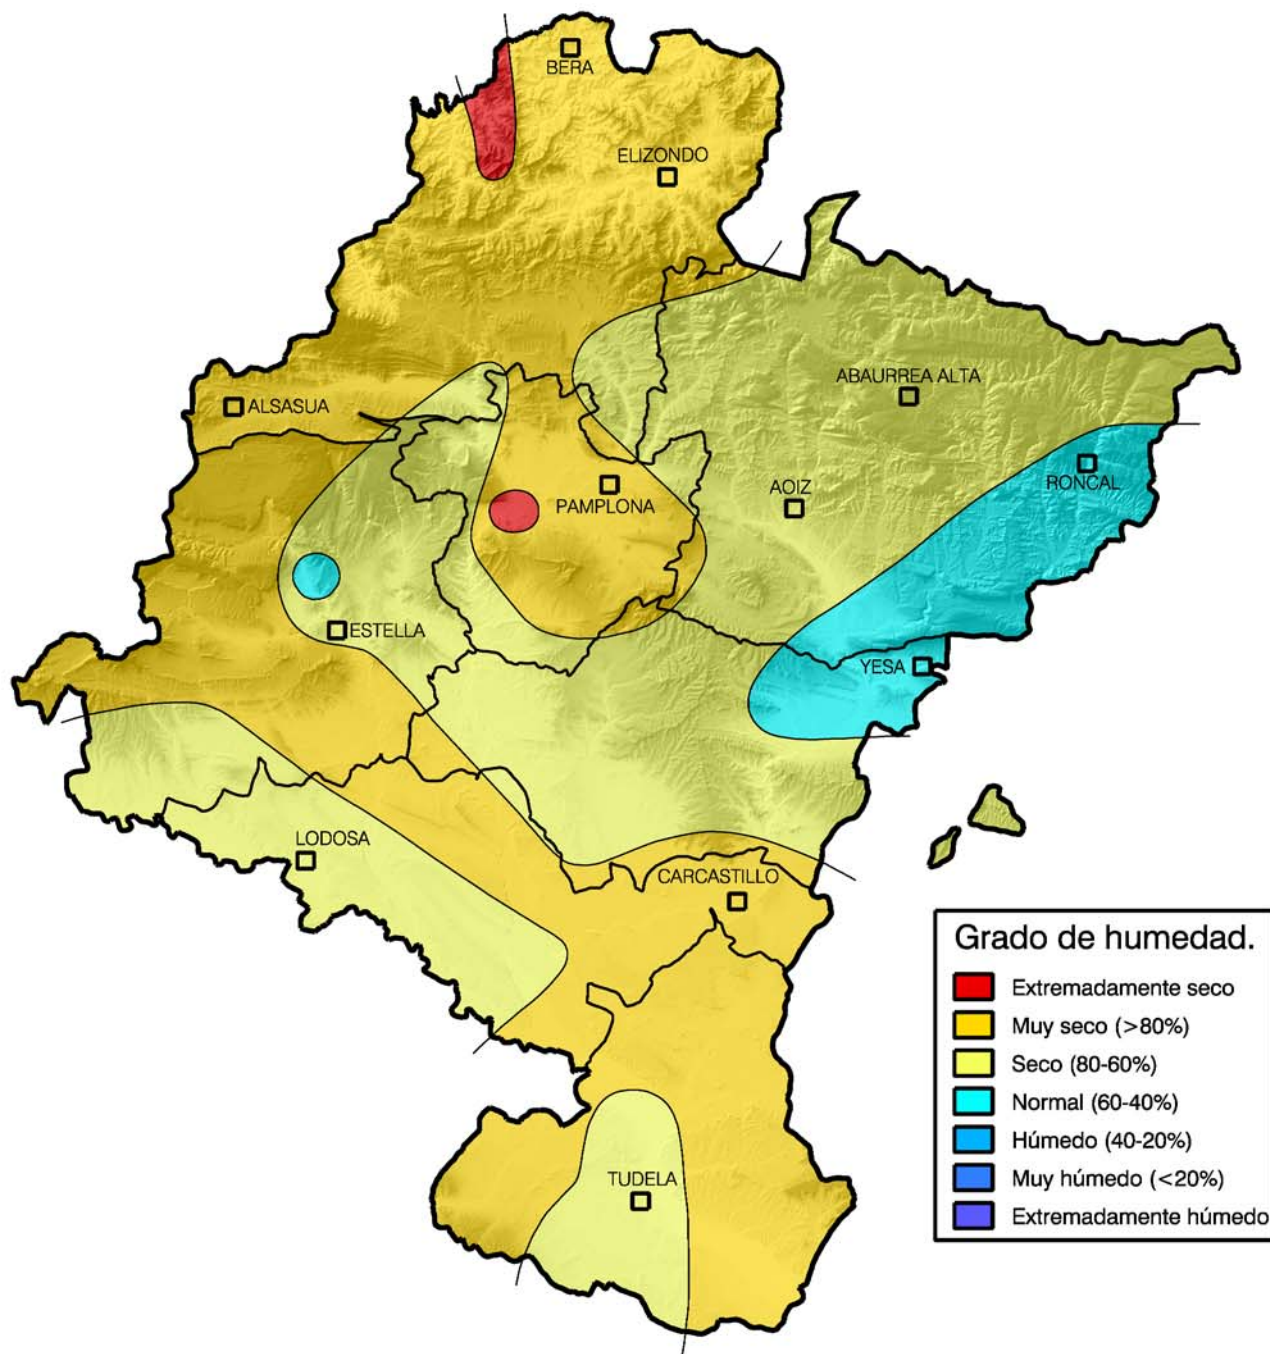 BERA
ELIZONDO
ABAURREA ALTA
ALSASUA
RONCAL
AOIZ
PAMPLONA
ESTELLA
YESA
LODOSA
CARCASTILLO
TUDELA
Grado de humedad.
Extremadamente seco
Muy seco (>80%)
Seco (80-60%)
Normal (60-40%)
Húmedo (40-20%)
Muy húmedo (<20%)
Extremadamente húmedo